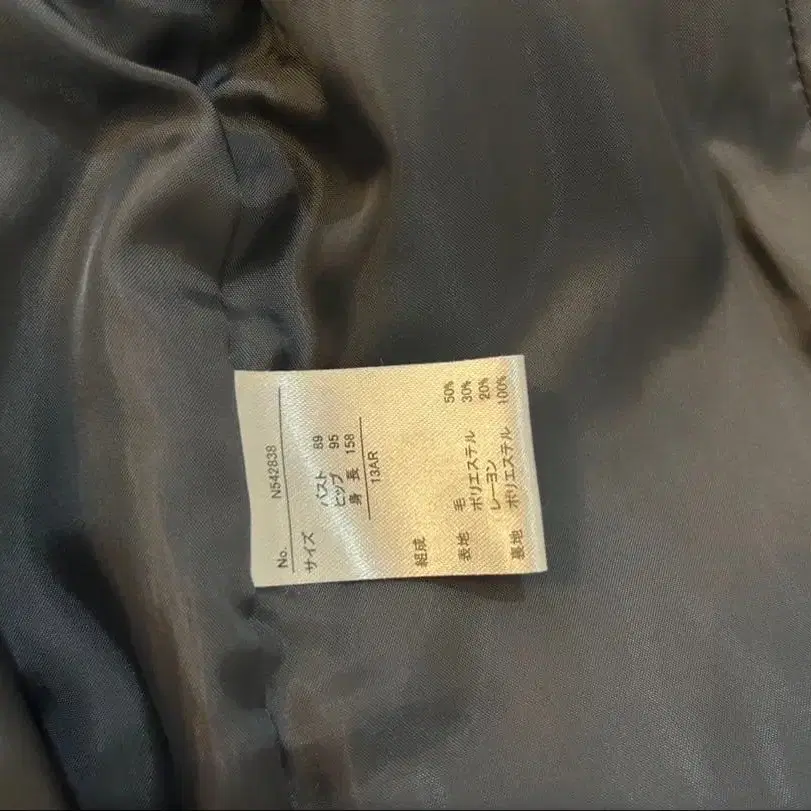 No. N542838
サイズ
バスト 89
ヒップ 95
身長 158
13AR
組成
表地 毛 50%
ポリエステル 30%
レーヨン 20%
裏地 ポリエステル 100%